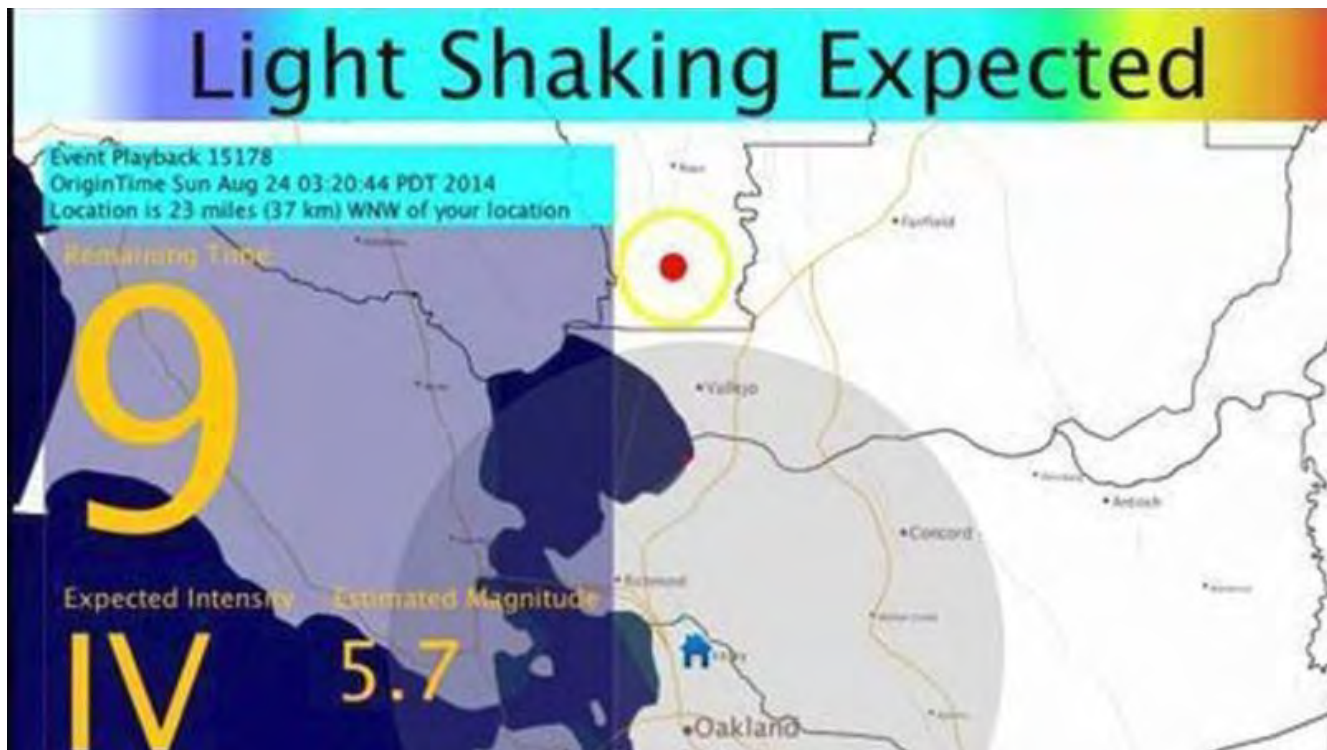 Light Shaking Expected
Event Playback 15178
OriginTime Sun Aug 24 03:20:44 PDT 2014
Location is 23 miles (37 km) WNW of your location
Remaining Time
9
Fairfield
Vallejo
Antioch
Concord
Richmond
Expected Intensity
Estimated Magnitude
IV
5.7
Oakland